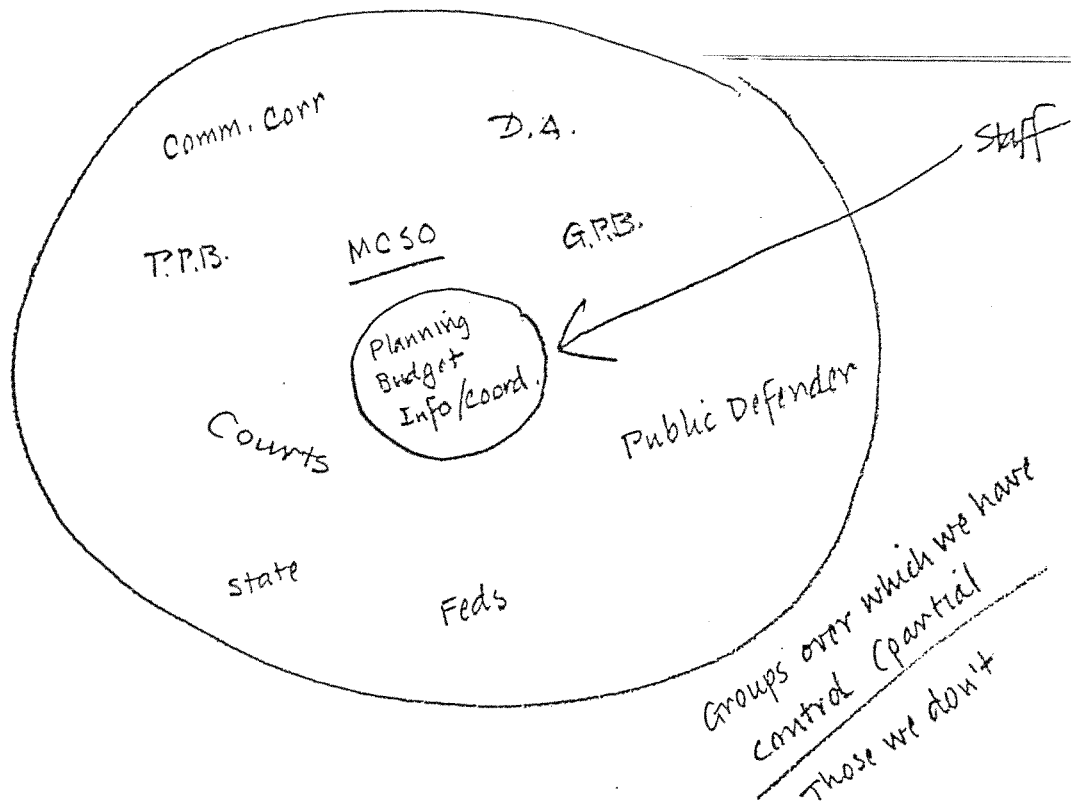 Comm. Corr
D.A.
Staff
P.P.B.
MCSO
G.P.B.
Planning
Budget
Info/Coord.
Courts
Public Defender
State
Feds
Groups over which we have
control (partial
Those we don't